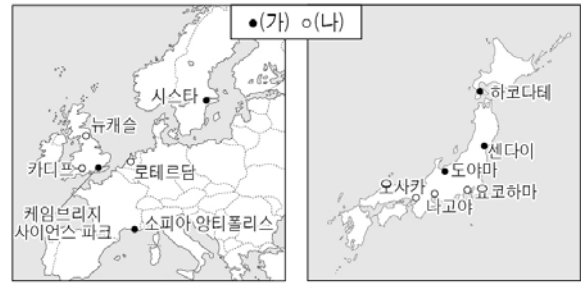 ●(가) ○(나)
시스타
뉴캐슬
카디프
로테르담
케임브리지
사이언스 파크
소피아 앙티폴리스
하코다테
센다이
도야마
오사카
요코하마
나고야